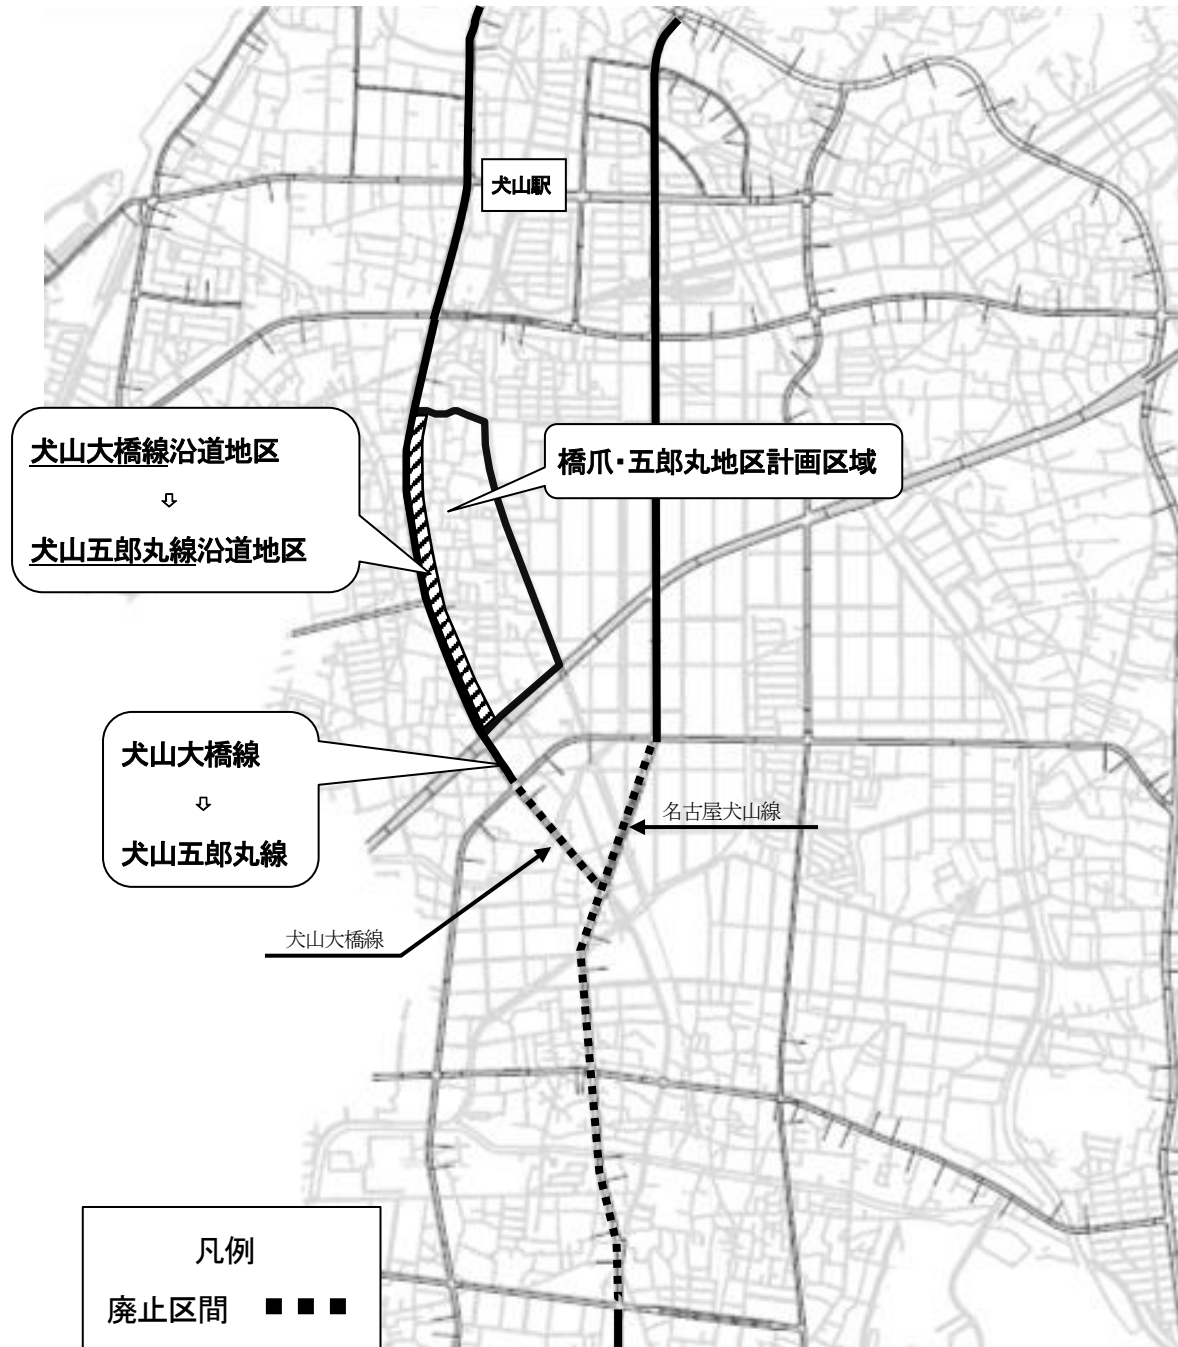 犬山駅
犬山大橋線沿道地区
⇩
犬山五郎丸線沿道地区
橋爪・五郎丸地区計画区域
犬山大橋線
⇩
犬山五郎丸線
名古屋犬山線
犬山大橋線
凡例
廃止区間